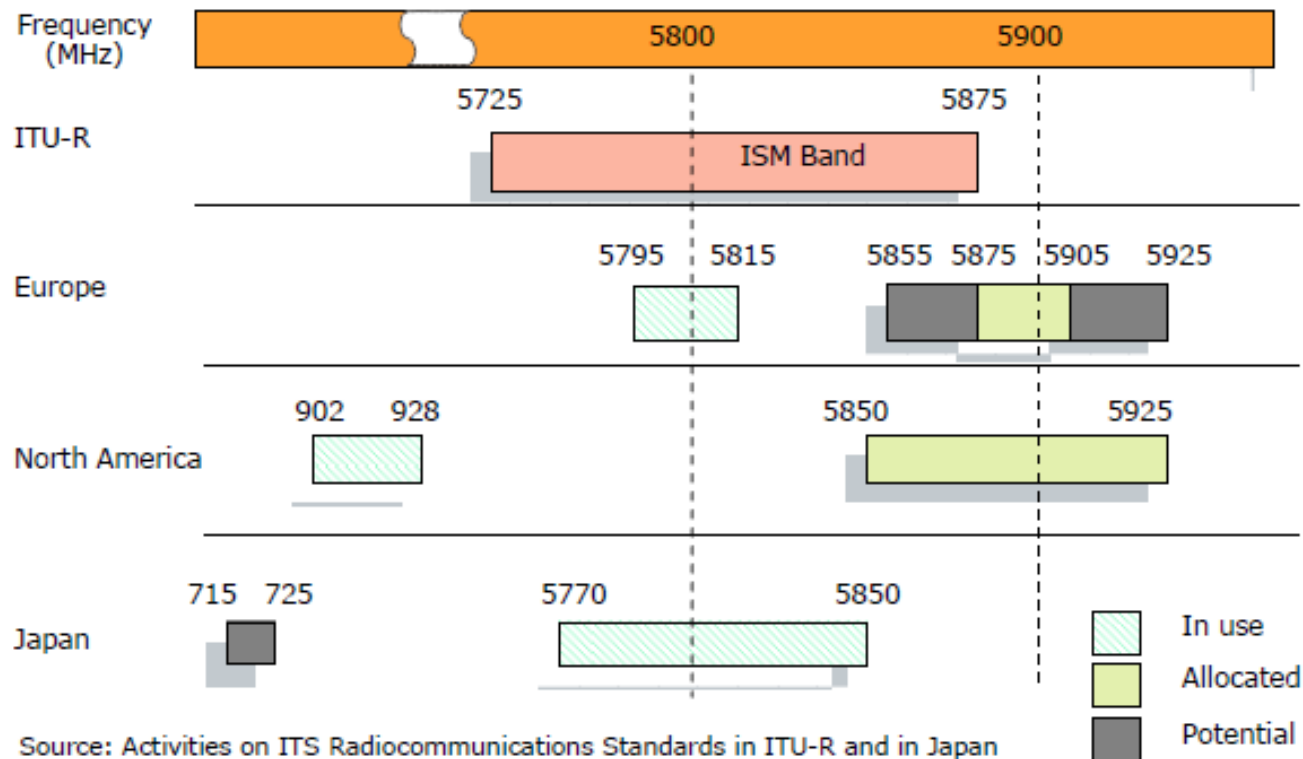 Frequency
(MHz)
5800
5900
5725
5875
ITU-R
ISM Band
5795
5815
5855
5875
5905
5925
Europe
902
928
5850
5925
North America
715
725
5770
5850
Japan
In use
Allocated
Potential
Source: Activities on ITS Radiocommunications Standards in ITU-R and in Japan